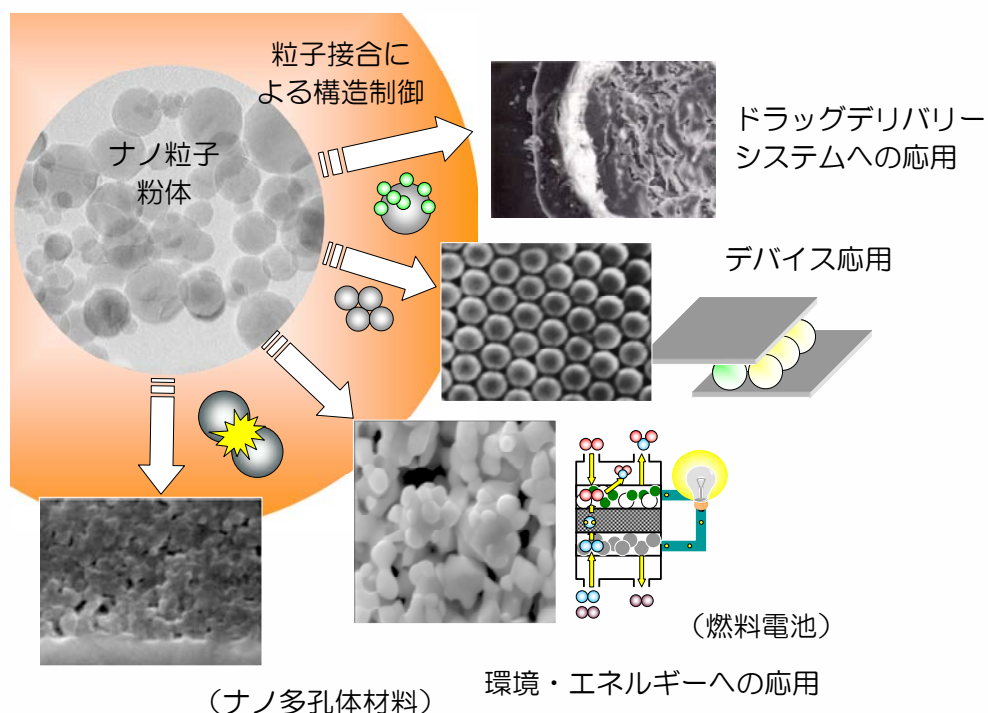 粒子接合に
よる構造制御
ナノ粒子
粉体
ドラッグデリバリー
システムへの応用
デバイス応用
(燃料電池)
環境・エネルギーへの応用
(ナノ多孔体材料)